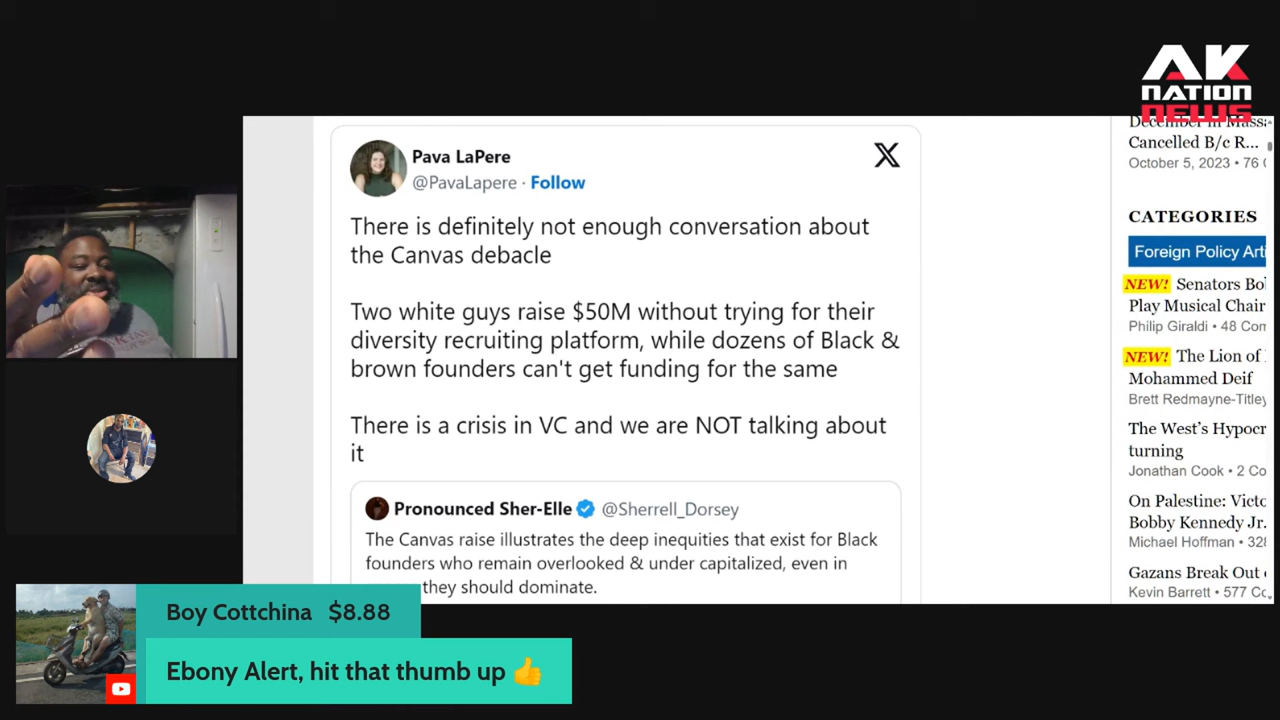 AK
NATION
NEWS
Pava LaPere
@PavaLapere · Follow
There is definitely not enough conversation about
the Canvas debacle
Two white guys raise $50M without trying for their
diversity recruiting platform, while dozens of Black &
brown founders can't get funding for the same
There is a crisis in VC and we are NOT talking about
it
Pronounced Sher-Elle @Sherrell_Dorsey
The Canvas raise illustrates the deep inequities that exist for Black
founders who remain overlooked & under capitalized, even in
they should dominate.
December in Mass
Cancelled B/c R...
October 5, 2023 • 76
CATEGORIES
Foreign Policy Arti
NEW! Senators Bo
Play Musical Chair
Philip Giraldi • 48 Com
NEW! The Lion of
Mohammed Deif
Brett Redmayne-Titley
The West's Hypocr
turning
Jonathan Cook • 2 Co
On Palestine: Victo
Bobby Kennedy Jr.
Michael Hoffman • 328
Gazans Break Out
Kevin Barrett • 577 Co
Boy Cottchina $8.88
Ebony Alert, hit that thumb up 👍